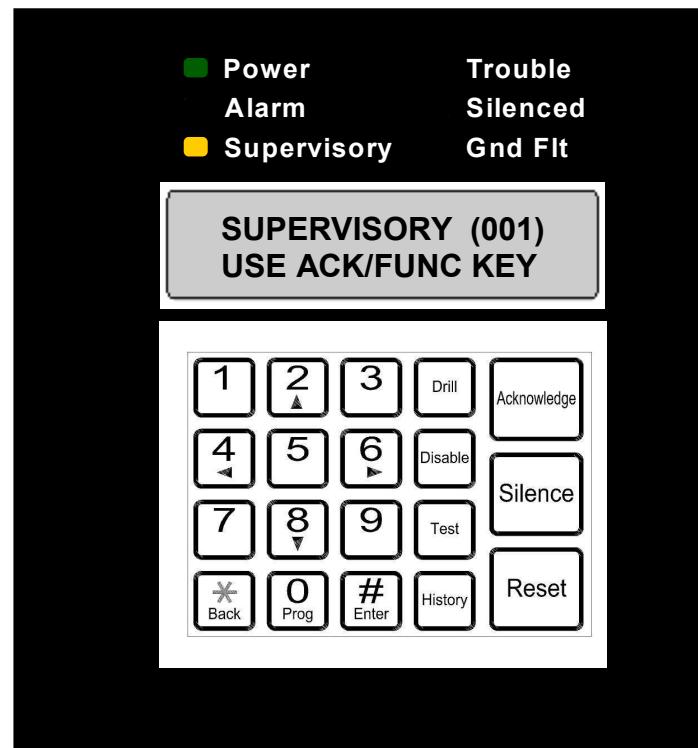 Power Trouble
Alarm Silenced
Supervisory Gnd Flt
SUPERVISORY (001)
USE ACK/FUNC KEY
1 2 3 Drill Acknowledge
4 5 6 Disable
Silence
7 8 9 Test
* 0 # History Reset
Back Prog Enter